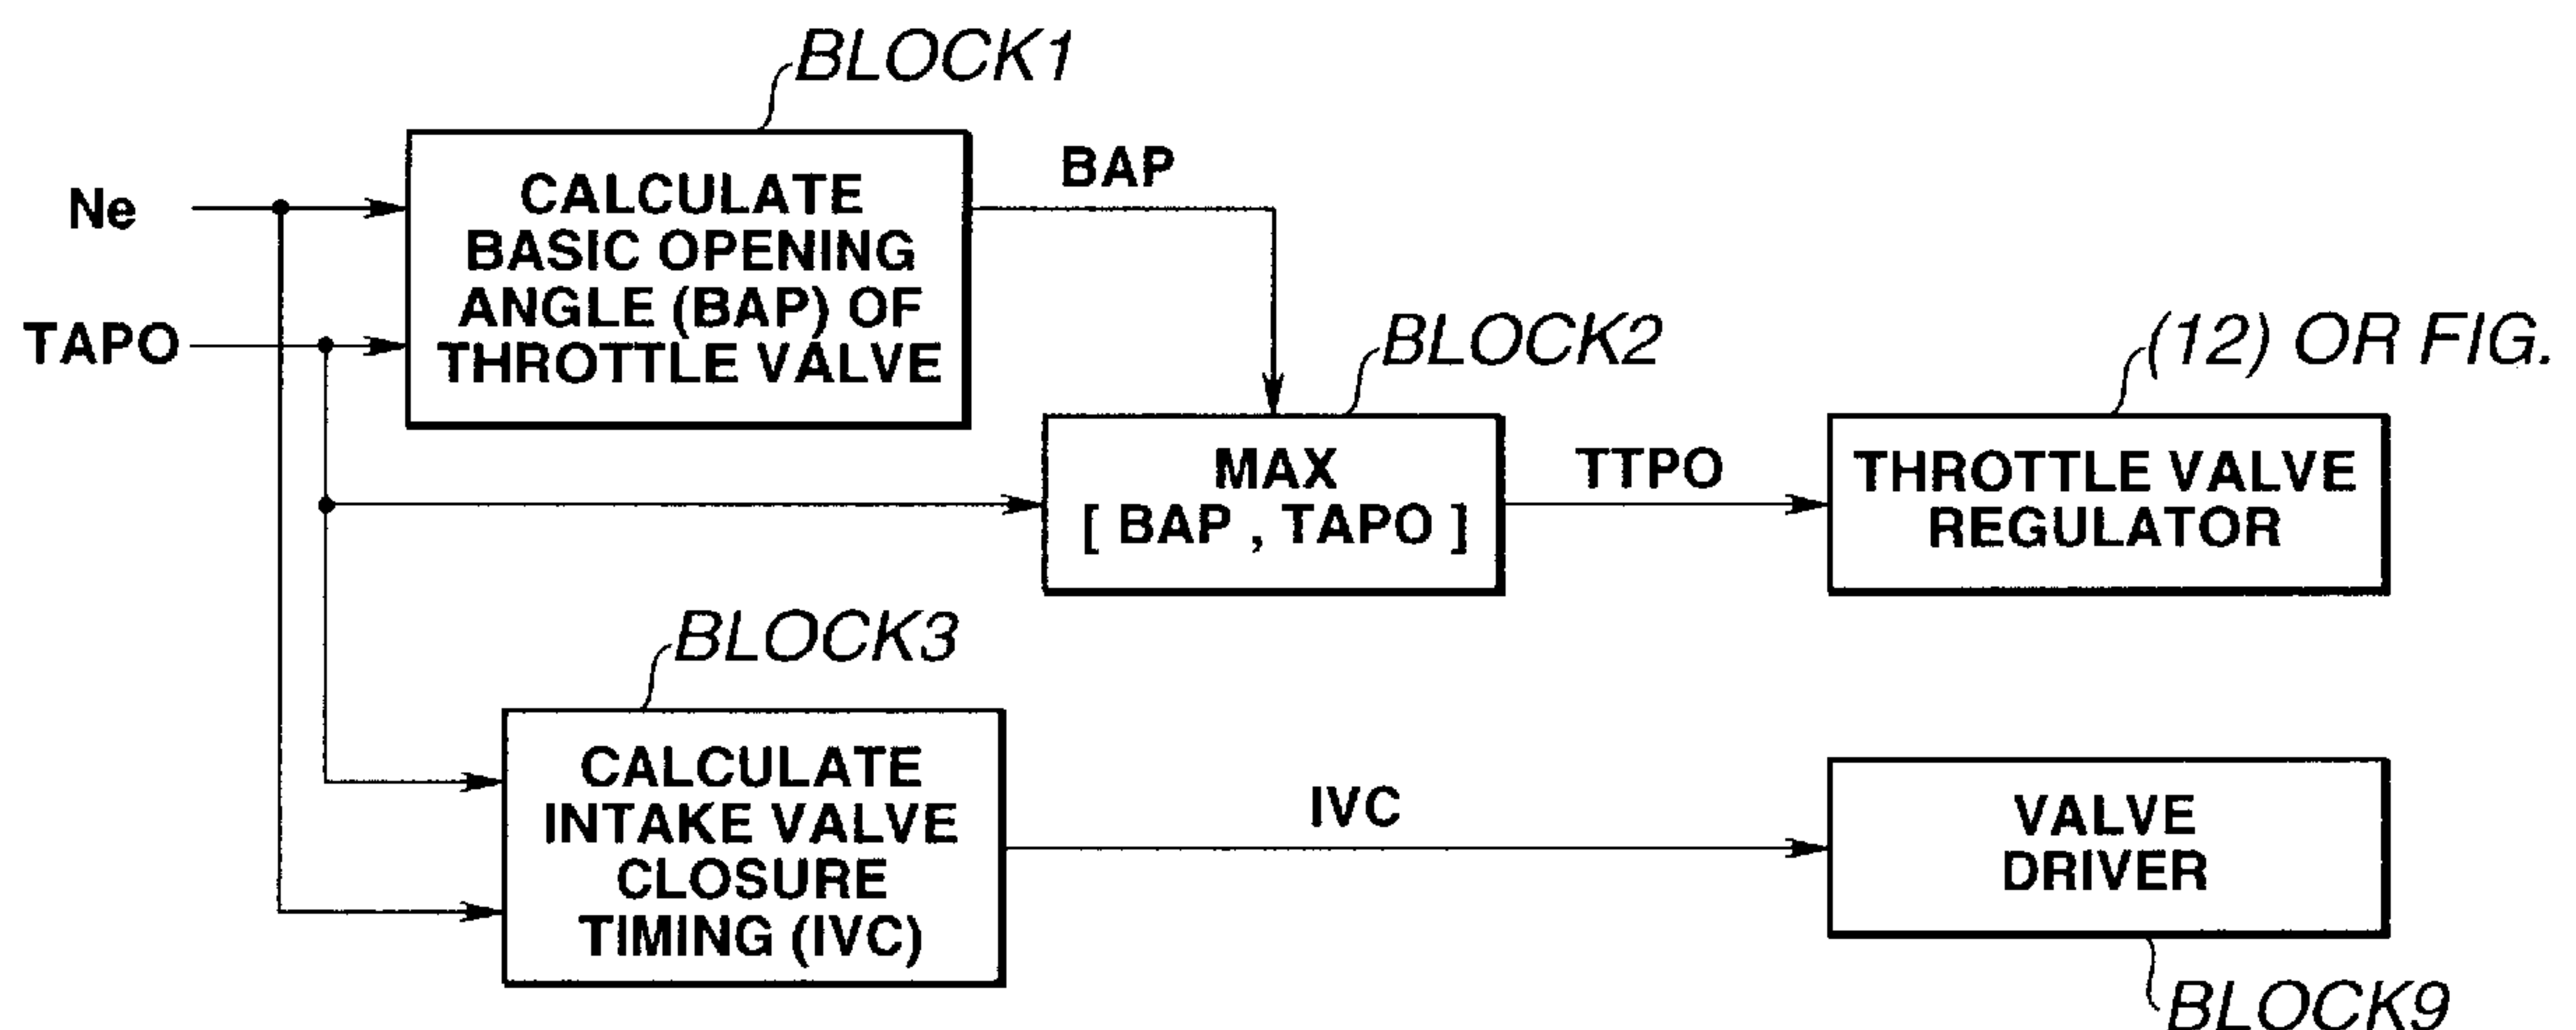 BLOCK1
Ne
TAPO
CALCULATE
BASIC OPENING
ANGLE (BAP) OF
THROTTLE VALVE
BAP
BLOCK2
MAX
[ BAP , TAPO ]
TTPO
(12) OR FIG.
THROTTLE VALVE
REGULATOR
BLOCK3
CALCULATE
INTAKE VALVE
CLOSURE
TIMING (IVC)
IVC
VALVE
DRIVER
BLOCK9